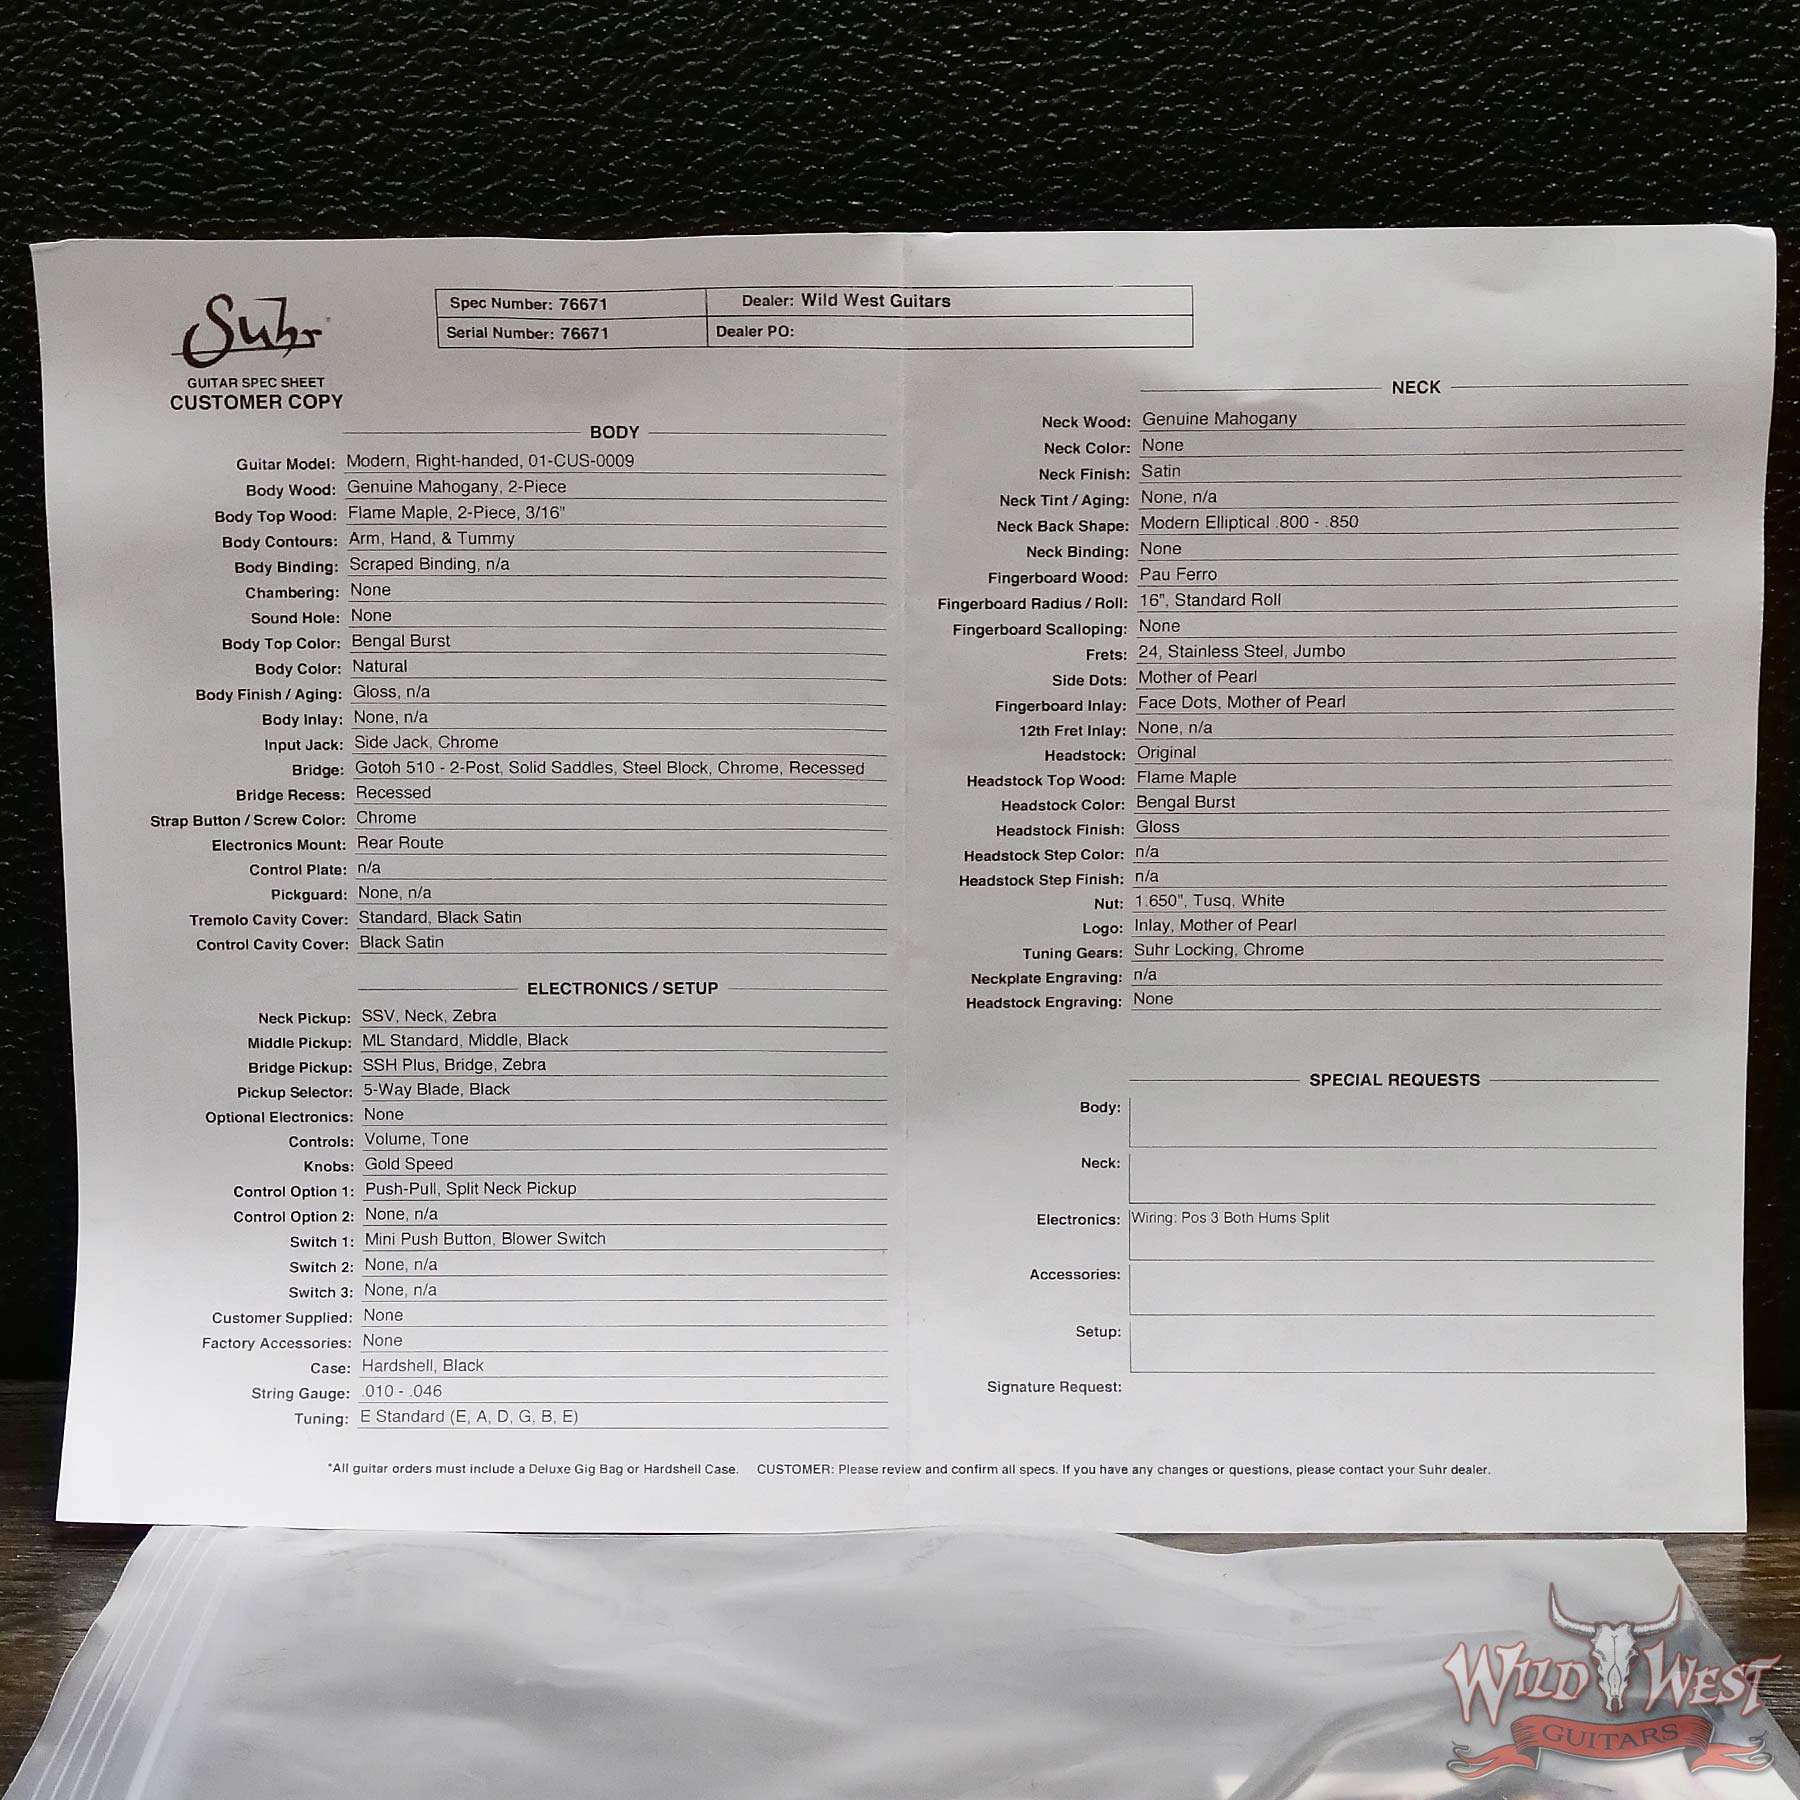 Suhr
GUITAR SPEC SHEET
CUSTOMER COPY
Spec Number: 76671
Dealer: Wild West Guitars
Serial Number: 76671
Dealer PO:
BODY
Guitar Model: Modern, Right-handed, 01-CUS-0009
Body Wood: Genuine Mahogany, 2-Piece
Body Top Wood: Flame Maple, 2-Piece, 3/16"
Body Contours: Arm, Hand, & Tummy
Body Binding: Scraped Binding, n/a
Chambering: None
Sound Hole: None
Body Top Color: Bengal Burst
Body Color: Natural
Body Finish / Aging: Gloss, n/a
Body Inlay: None, n/a
Input Jack: Side Jack, Chrome
Bridge: Gotoh 510 - 2-Post, Solid Saddles, Steel Block, Chrome, Recessed
Bridge Recess: Recessed
Strap Button / Screw Color: Chrome
Electronics Mount: Rear Route
Control Plate: n/a
Pickguard: None, n/a
Tremolo Cavity Cover: Standard, Black Satin
Control Cavity Cover: Black Satin
ELECTRONICS / SETUP
Neck Pickup: SSV, Neck, Zebra
Middle Pickup: ML Standard, Middle, Black
Bridge Pickup: SSH Plus, Bridge, Zebra
Pickup Selector: 5-Way Blade, Black
Optional Electronics: None
Controls: Volume, Tone
Knobs: Gold Speed
Control Option 1: Push-Pull, Split Neck Pickup
Control Option 2: None, n/a
Switch 1: Mini Push Button, Blower Switch
Switch 2: None, n/a
Switch 3: None, n/a
Customer Supplied: None
Factory Accessories: None
Case: Hardshell, Black
String Gauge: .010 - .046
Tuning: E Standard (E, A, D, G, B, E)
NECK
Neck Wood: Genuine Mahogany
Neck Color: None
Neck Finish: Satin
Neck Tint / Aging: None, n/a
Neck Back Shape: Modern Elliptical .800 - .850
Neck Binding: None
Fingerboard Wood: Pau Ferro
Fingerboard Radius / Roll: 16", Standard Roll
Fingerboard Scalloping: None
Frets: 24, Stainless Steel, Jumbo
Side Dots: Mother of Pearl
Fingerboard Inlay: Face Dots, Mother of Pearl
12th Fret Inlay: None, n/a
Headstock: Original
Headstock Top Wood: Flame Maple
Headstock Color: Bengal Burst
Headstock Finish: Gloss
Headstock Step Color: n/a
Headstock Step Finish: n/a
Nut: 1.650", Tusq, White
Logo: Inlay, Mother of Pearl
Tuning Gears: Suhr Locking, Chrome
Neckplate Engraving: n/a
Headstock Engraving: None
SPECIAL REQUESTS
Body:
Neck:
Electronics: Wiring: Pos 3 Both Hums Split
Accessories:
Setup:
Signature Request:
*All guitar orders must include a Deluxe Gig Bag or Hardshell Case. CUSTOMER: Please review and confirm all specs. If you have any changes or questions, please contact your Suhr dealer.
WILD WEST
GUITARS